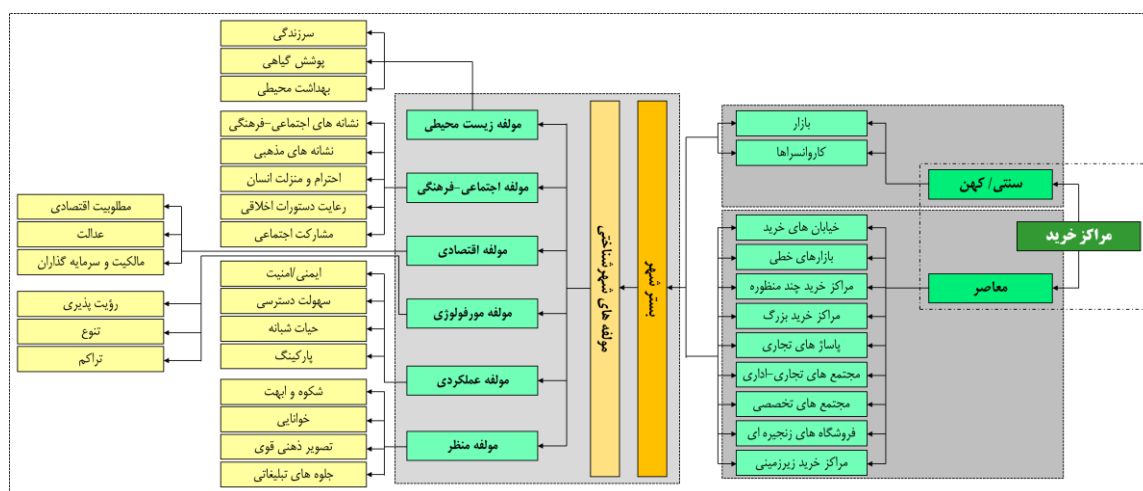 مراکز خرید
سنتی/ کهن
معاصر
بازار
کاروانسراها
خیابان های خرید
بازارهای خطی
مراکز خرید چند منظوره
مراکز خرید بزرگ
پاساژ های تجاری
مجتمع های تجاری-اداری
مجتمع های تخصصی
فروشگاه های زنجیره ای
مراکز خرید زیرزمینی
بستر شهر
مولفه های شهرشناختی
مولفه زیست محیطی
مولفه اجتماعی-فرهنگی
مولفه اقتصادی
مولفه مورفولوژی
مولفه عملکردی
مولفه منظر
سرزندگی
پوشش گیاهی
بهداشت محیطی
نشانه های اجتماعی-فرهنگی
نشانه های مذهبی
احترام و منزلت انسان
رعایت دستورات اخلاقی
مشارکت اجتماعی
مطلوبیت اقتصادی
عدالت
مالکیت و سرمایه گذاران
رؤیت پذیری
تنوع
تراکم
ایمنی/امنیت
سهولت دسترسی
حیات شبانه
پارکینگ
شکوه و ابهت
خوانایی
تصویر ذهنی قوی
جلوه های تبلیغاتی